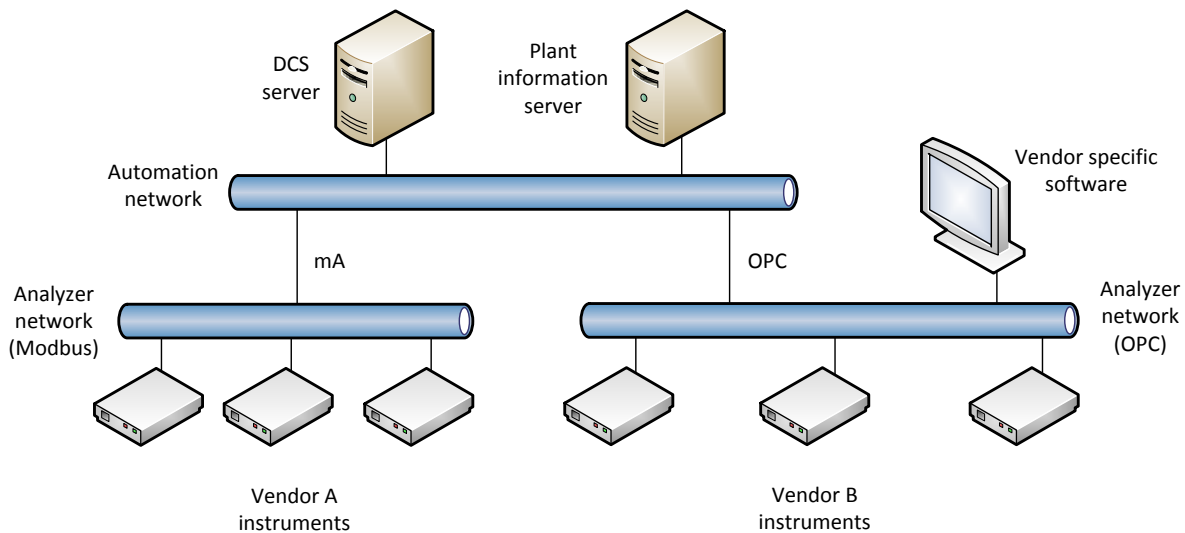 DCS
server
Plant
information
server
Automation
network
Vendor specific
software
mA
OPC
Analyzer
network
(Modbus)
Analyzer
network
(OPC)
Vendor A
instruments
Vendor B
instruments